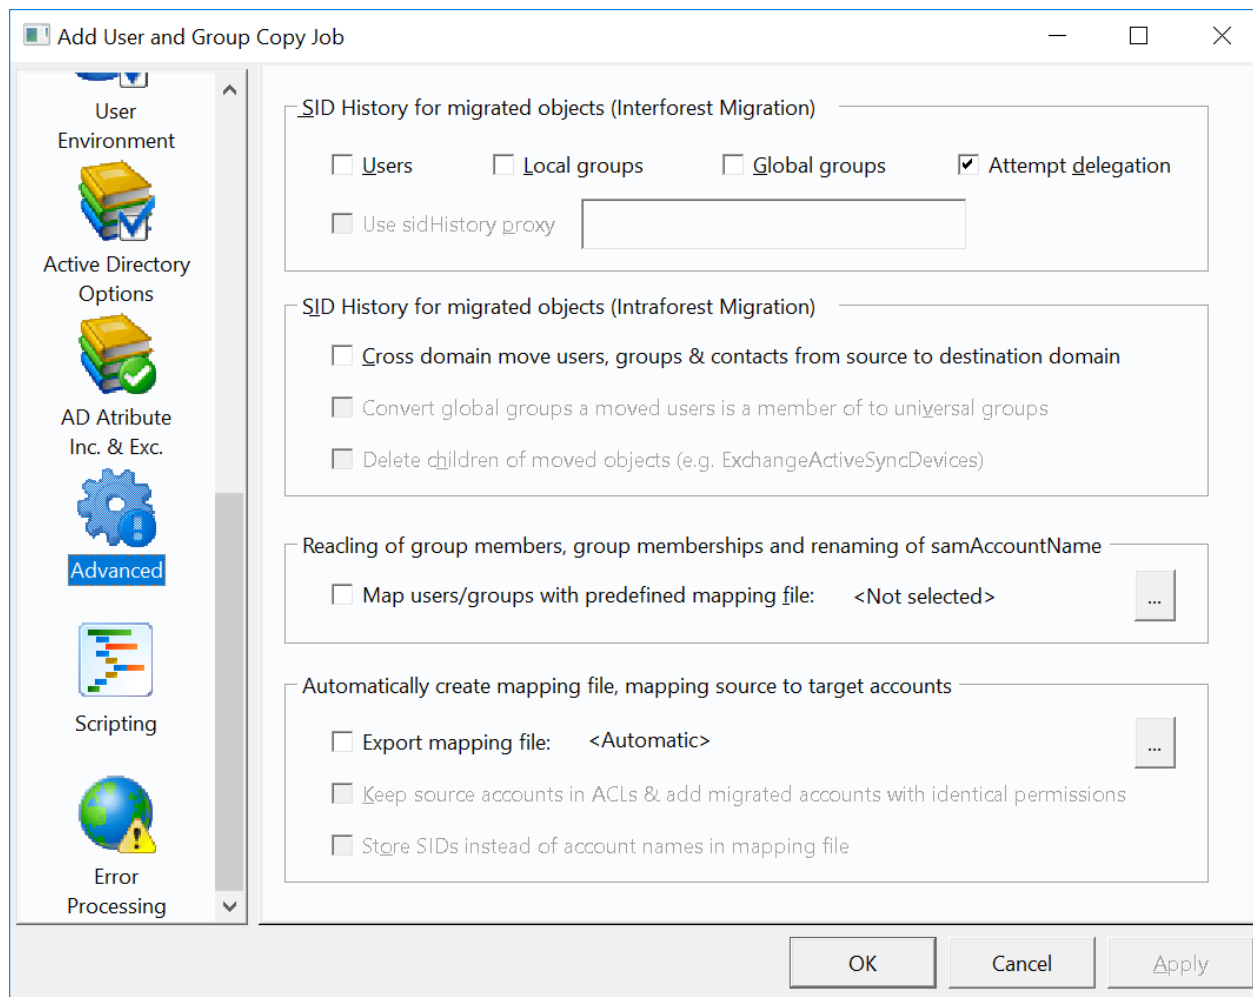 Add User and Group Copy Job
User
Environment
Active Directory
Options
AD Atribute
Inc. & Exc.
Advanced
Scripting
Error
Processing
SID History for migrated objects (Interforest Migration)
Users Local groups Global groups Attempt delegation
Use sidHistory proxy
SID History for migrated objects (Intraforest Migration)
Cross domain move users, groups & contacts from source to destination domain
Convert global groups a moved users is a member of to universal groups
Delete children of moved objects (e.g. ExchangeActiveSyncDevices)
Reacling of group members, group memberships and renaming of samAccountName
Map users/groups with predefined mapping file: <Not selected> ...
Automatically create mapping file, mapping source to target accounts
Export mapping file: <Automatic> ...
Keep source accounts in ACLs & add migrated accounts with identical permissions
Store SIDs instead of account names in mapping file
OK Cancel Apply